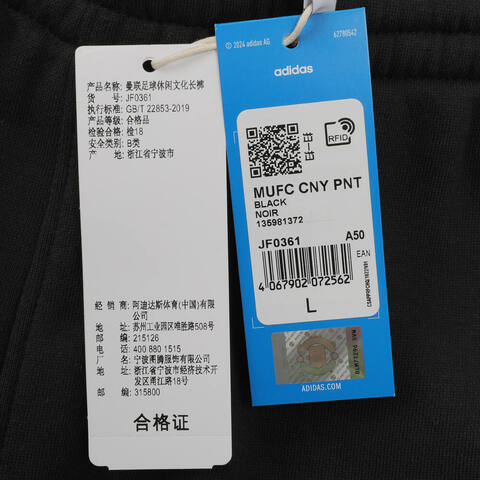 产品名称: 曼联足球休闲文化长裤
货 号: JF0361
执行标准: GB/T 22853-2019
产品等级: 合格品
检验合格: 检18
安全类别: B类
产 地: 浙江省宁波市
经 销 商: 阿迪达斯体育(中国)有限
公司
地 址: 苏州工业园区唯胜路508号
邮 编: 215126
电 话: 400 880 1515
厂 名: 宁波图腾服饰有限公司
地 址: 浙江省宁波市经济技术开
发区甬江路18号
邮 编: 315800
合格证
© 2024 adidas AG
62780542
adidas
RFID
MUFC CNY PNT
BLACK
NOIR
135981372
JF0361 A50
EAN
4 067902 072562
L
ADIDAS.COM